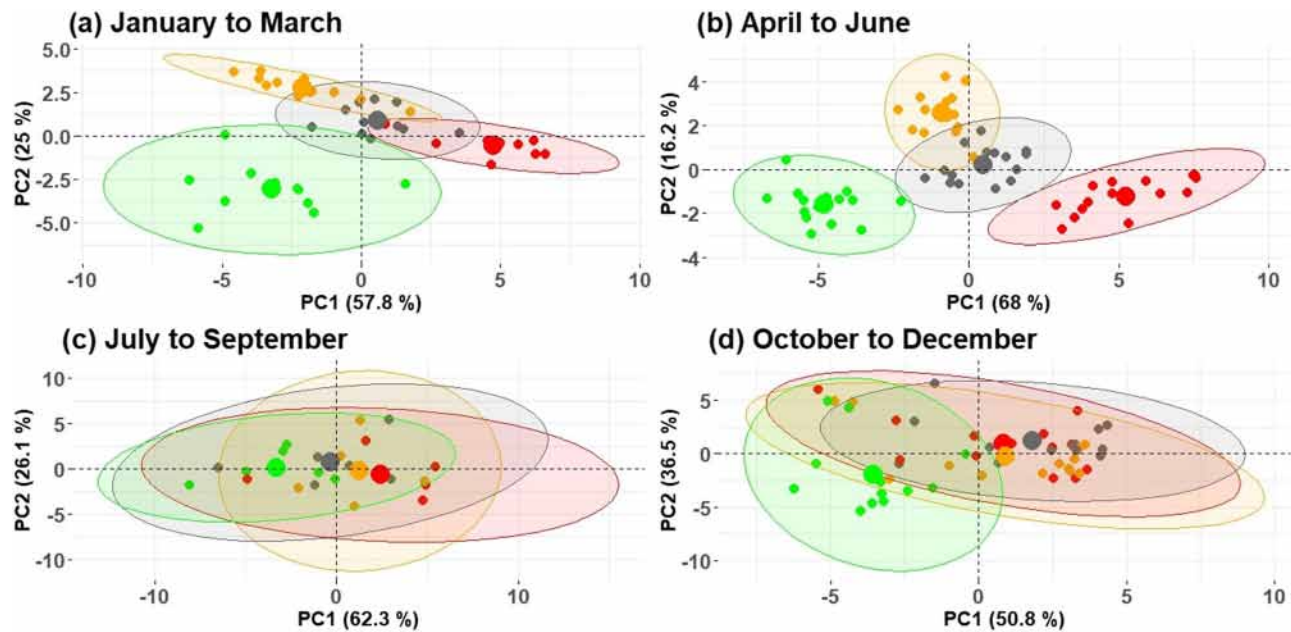 (a) January to March
5.0
2.5
0.0
-2.5
-5.0
PC2 (25 %)
-10
-5
0
5
10
PC1 (57.8 %)
(b) April to June
4
2
0
-2
-4
PC2 (16.2 %)
-5
0
5
10
PC1 (68 %)
(c) July to September
10
5
0
-5
-10
PC2 (26.1 %)
-10
0
10
PC1 (62.3 %)
(d) October to December
5
0
-5
-10
PC2 (36.5 %)
-5
0
5
10
PC1 (50.8 %)